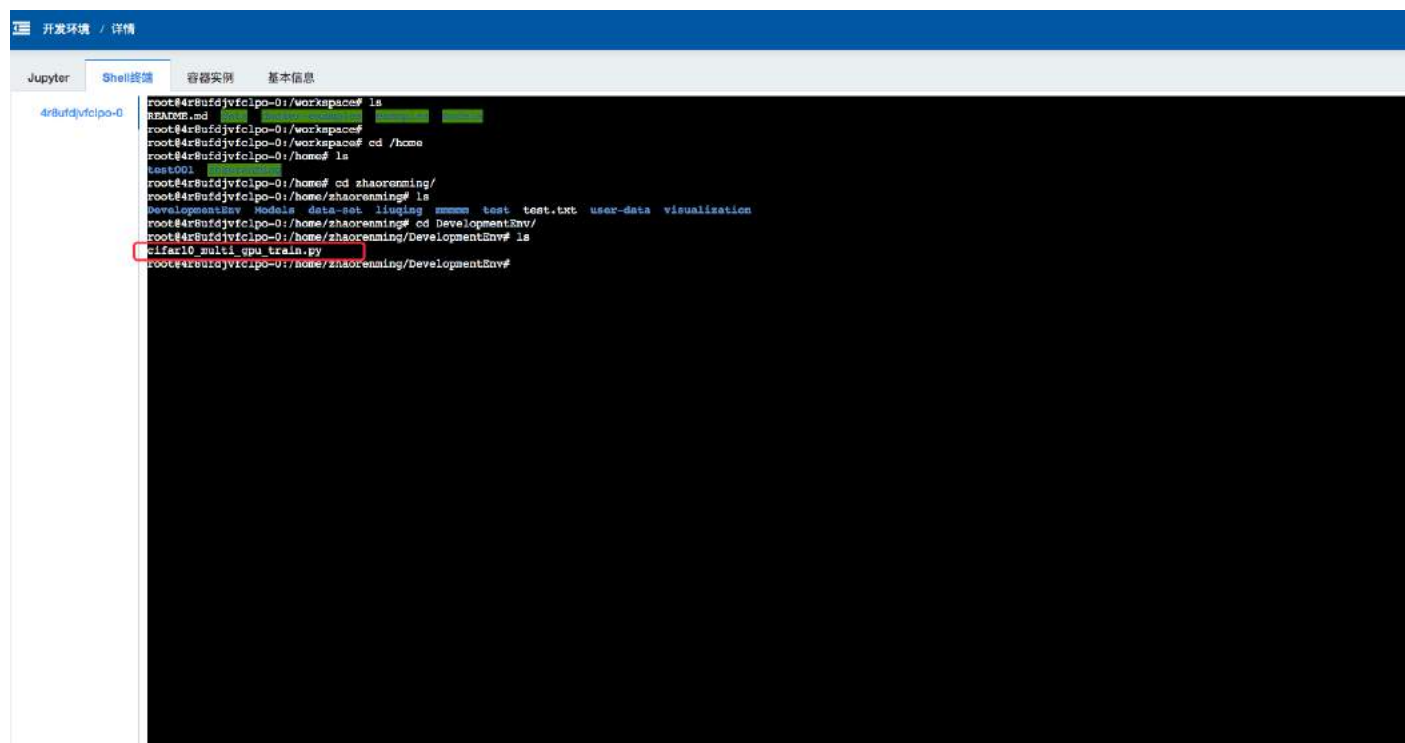 开发环境 / 详情
Jupyter Shell终端 容器实例 基本信息
4r8ufdjvfclpo-0
root@4r8ufdjvfclpo-0:/workspace# ls
README.md
root@4r8ufdjvfclpo-0:/workspace#
root@4r8ufdjvfclpo-0:/workspace# cd /home
root@4r8ufdjvfclpo-0:/home# ls
test001
root@4r8ufdjvfclpo-0:/home# cd zhaorenming/
root@4r8ufdjvfclpo-0:/home/zhaorenming# ls
DevelopmentEnv Models data-set liuqing mmmmm test test.txt user-data visualization
root@4r8ufdjvfclpo-0:/home/zhaorenming# cd DevelopmentEnv/
root@4r8ufdjvfclpo-0:/home/zhaorenming/DevelopmentEnv# ls
cifar10_multi_gpu_train.py
root@4r8ufdjvfclpo-0:/home/zhaorenming/DevelopmentEnv#